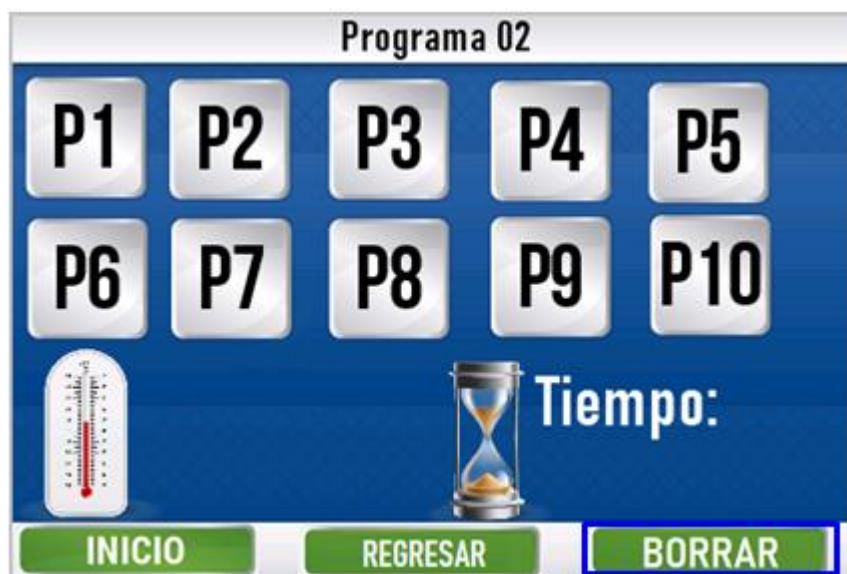 Programa 02
P1 P2 P3 P4 P5
P6 P7 P8 P9 P10
Tiempo:
INICIO REGRESAR BORRAR